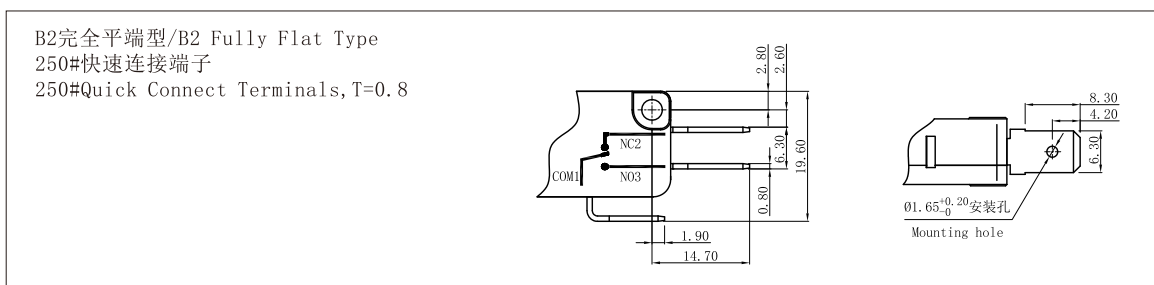 B2完全平端型/B2 Fully Flat Type
250#快速连接端子
250#Quick Connect Terminals,T=0.8
2.80
2.60
NC2
COM1
NO3
6.30
0.80
19.60
1.90
14.70
8.30
4.20
6.30
Ø1.65+0.20 -0 安装孔
Mounting hole